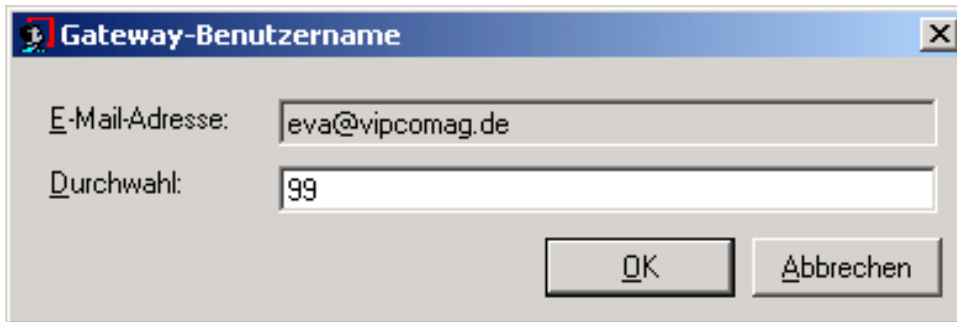 Gateway-Benutzername
E-Mail-Adresse: eva@vipcomag.de
Durchwahl: 99
OK Abbrechen